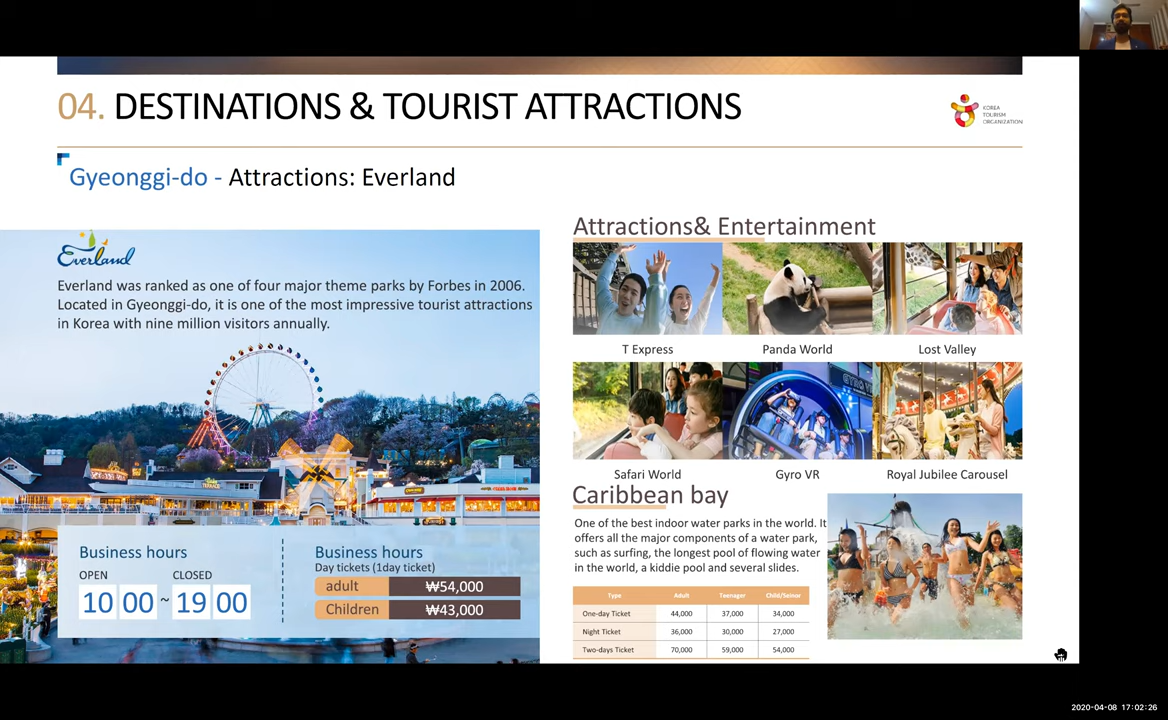 04. DESTINATIONS & TOURIST ATTRACTIONS
KOREA
TOURISM
ORGANIZATION
Gyeonggi-do - Attractions: Everland
Everland
Everland was ranked as one of four major theme parks by Forbes in 2006.
Located in Gyeonggi-do, it is one of the most impressive tourist attractions
in Korea with nine million visitors annually.
Business hours
OPEN CLOSED
10 00 ~ 19 00
Business hours
Day tickets (1day ticket)
adult ₩54,000
Children ₩43,000
Attractions& Entertainment
T Express Panda World Lost Valley
GYRO VR
Safari World Gyro VR Royal Jubilee Carousel
Caribbean bay
One of the best indoor water parks in the world. It
offers all the major components of a water park,
such as surfing, the longest pool of flowing water
in the world, a kiddie pool and several slides.
Type Adult Teenager Child/Seinor
One-day Ticket 44,000 37,000 34,000
Night Ticket 36,000 30,000 27,000
Two-days Ticket 70,000 59,000 54,000
2020-04-08 17:02:26